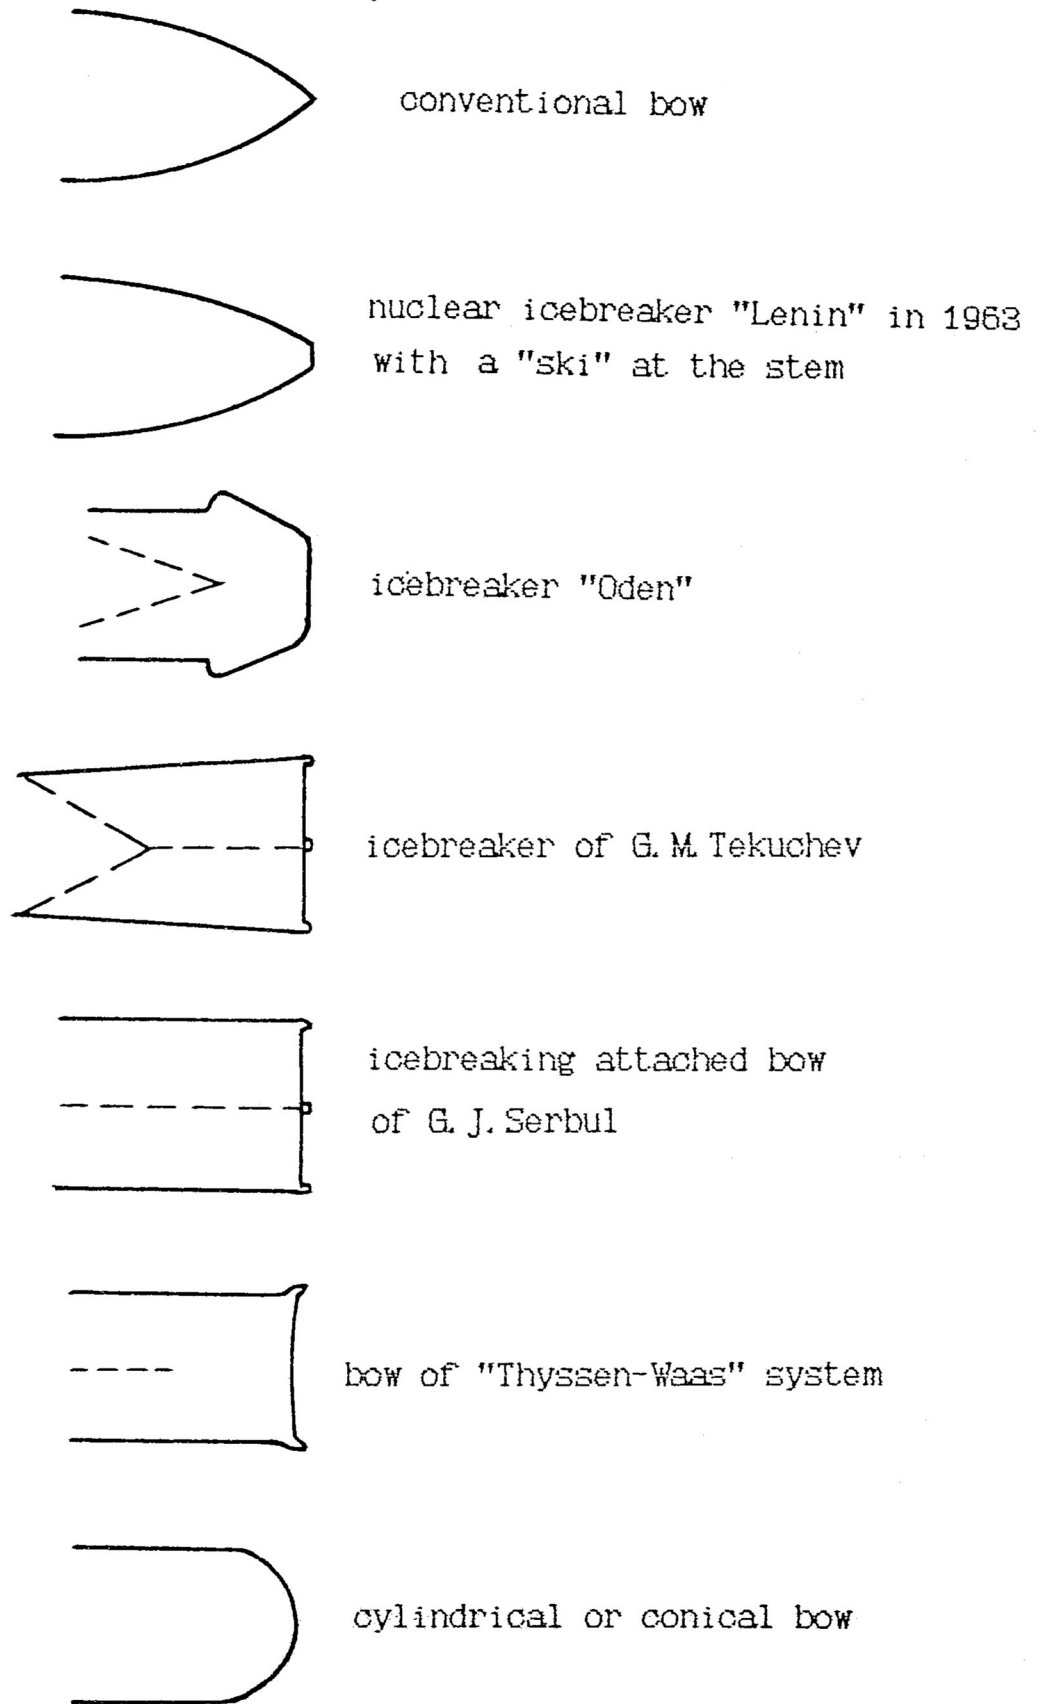 conventional bow
nuclear icebreaker "Lenin" in 1963
with a "ski" at the stem
icebreaker "Oden"
icebreaker of G. M. Tekuchev
icebreaking attached bow
of G. J. Serbul
bow of "Thyssen-Waas" system
cylindrical or conical bow